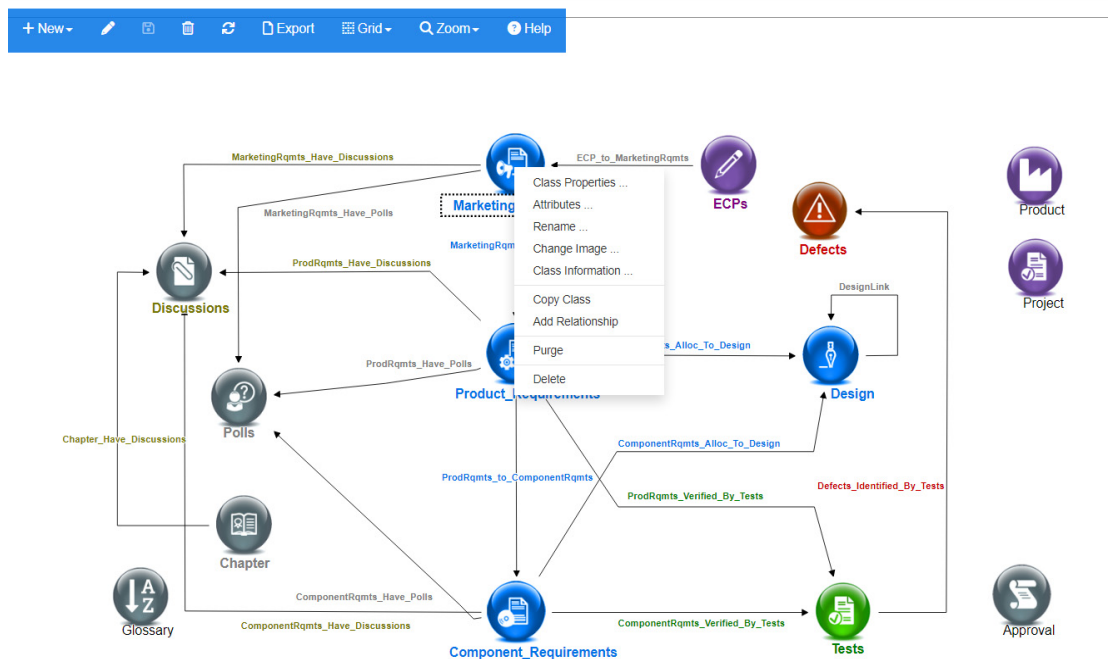 New
Export
Grid
Zoom
Help
MarketingRqmts_Have_Discussions
ECP_to_MarketingRqmts
Class Properties ...
Attributes ...
Rename ...
Change Image ...
Class Information ...
Copy Class
Add Relationship
Purge
Delete
Marketing
MarketingRqm
ECPs
Product
MarketingRqmts_Have_Polls
Defects
ProdRqmts_Have_Discussions
Discussions
DesignLink
Project
s_Alloc_To_Design
ProdRqmts_Have_Polls
Product_Requirements
Design
Polls
Chapter_Have_Discussions
ComponentRqmts_Alloc_To_Design
ProdRqmts_to_ComponentRqmts
Defects_Identified_By_Tests
ProdRqmts_Verified_By_Tests
Chapter
A
Z
Glossary
ComponentRqmts_Have_Polls
ComponentRqmts_Have_Discussions
ComponentRqmts_Verified_By_Tests
Approval
Component_Requirements
Tests